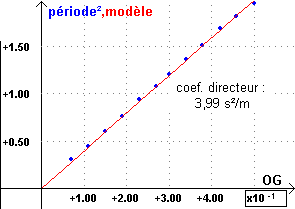 période²,modèle
+1.50
+1.00
coef. directeur :
3,99 s²/m
+0.50
OG
+1.00 +2.00 +3.00 +4.00 x10 -1